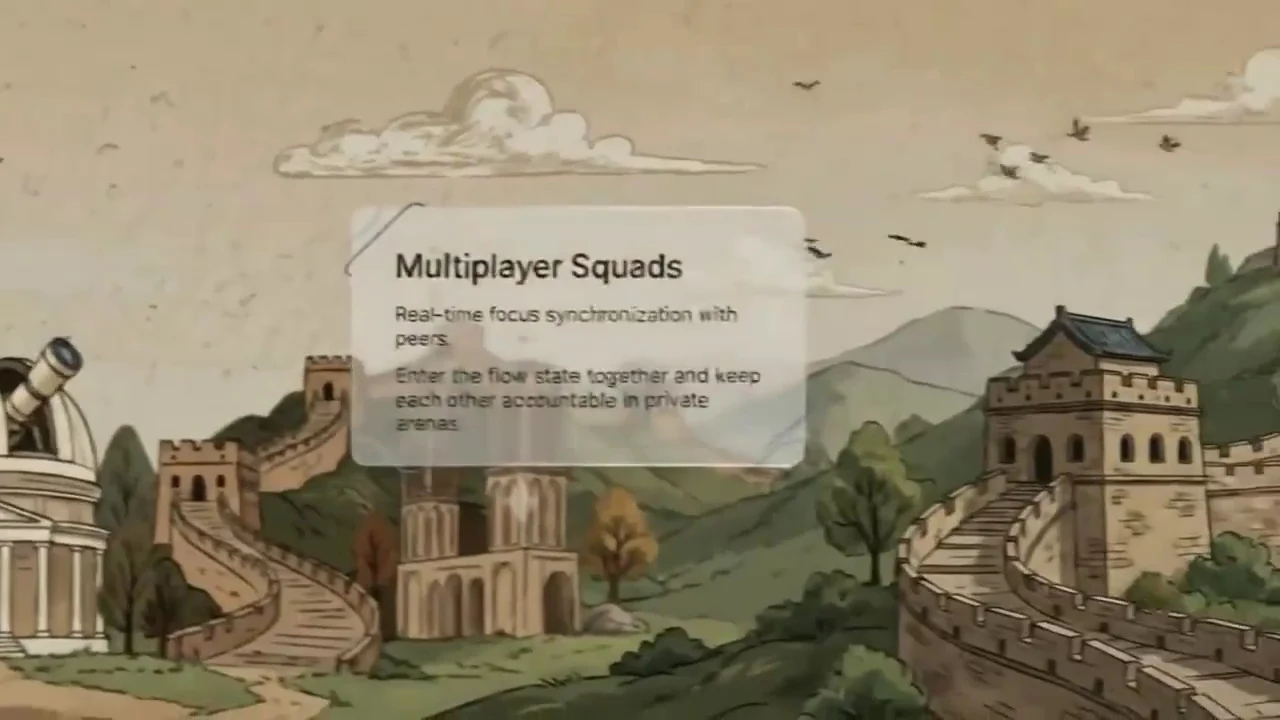 Multiplayer Squads
Real-time focus synchronization with
peers.
Enter the flow state together and keep
each other accountable in private
arenas.